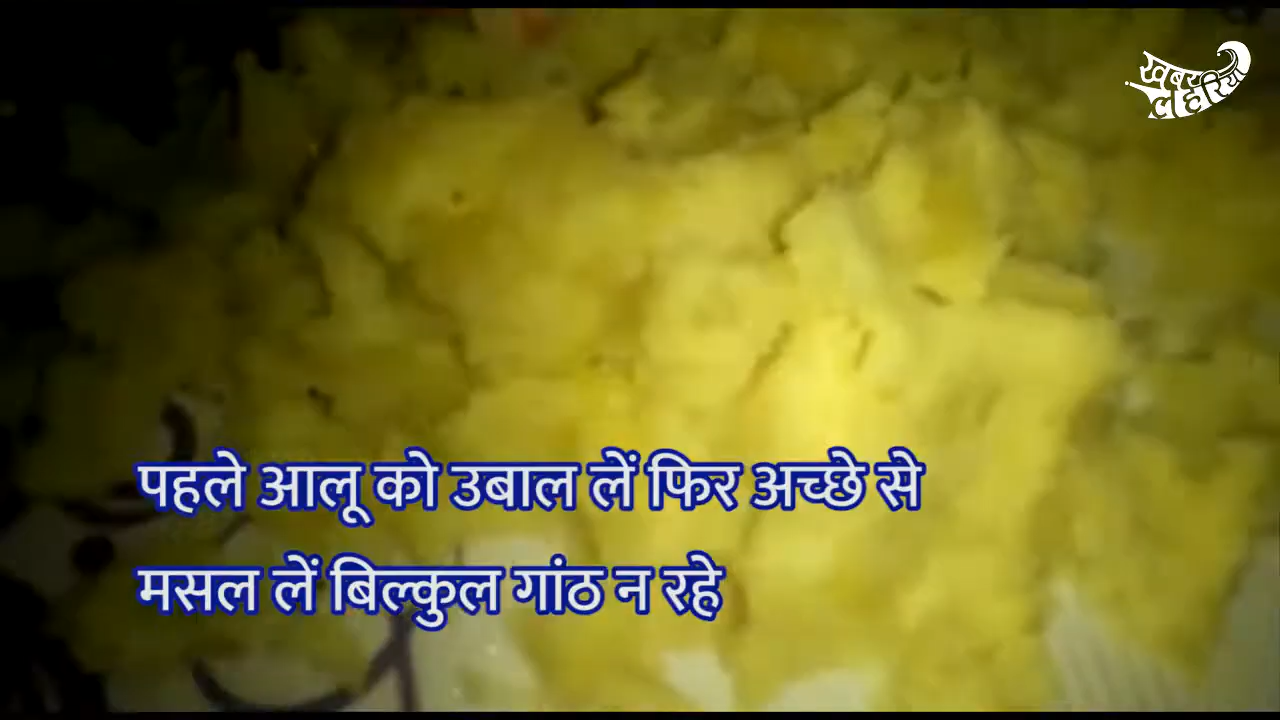 खबर
लहरिया
पहले आलू को उबाल लें फिर अच्छे से
मसल लें बिल्कुल गांठ न रहे